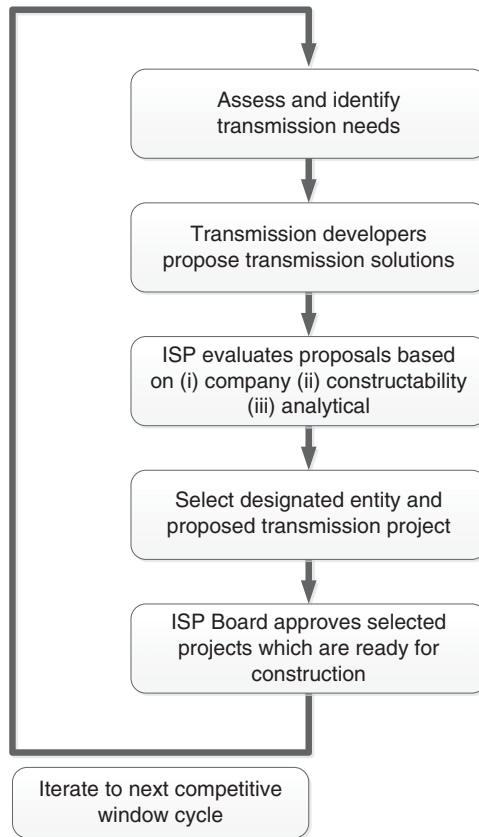 Assess and identify
transmission needs
Transmission developers
propose transmission solutions
ISP evaluates proposals based
on (i) company (ii) constructability
(iii) analytical
Select designated entity and
proposed transmission project
ISP Board approves selected
projects which are ready for
construction
Iterate to next competitive
window cycle